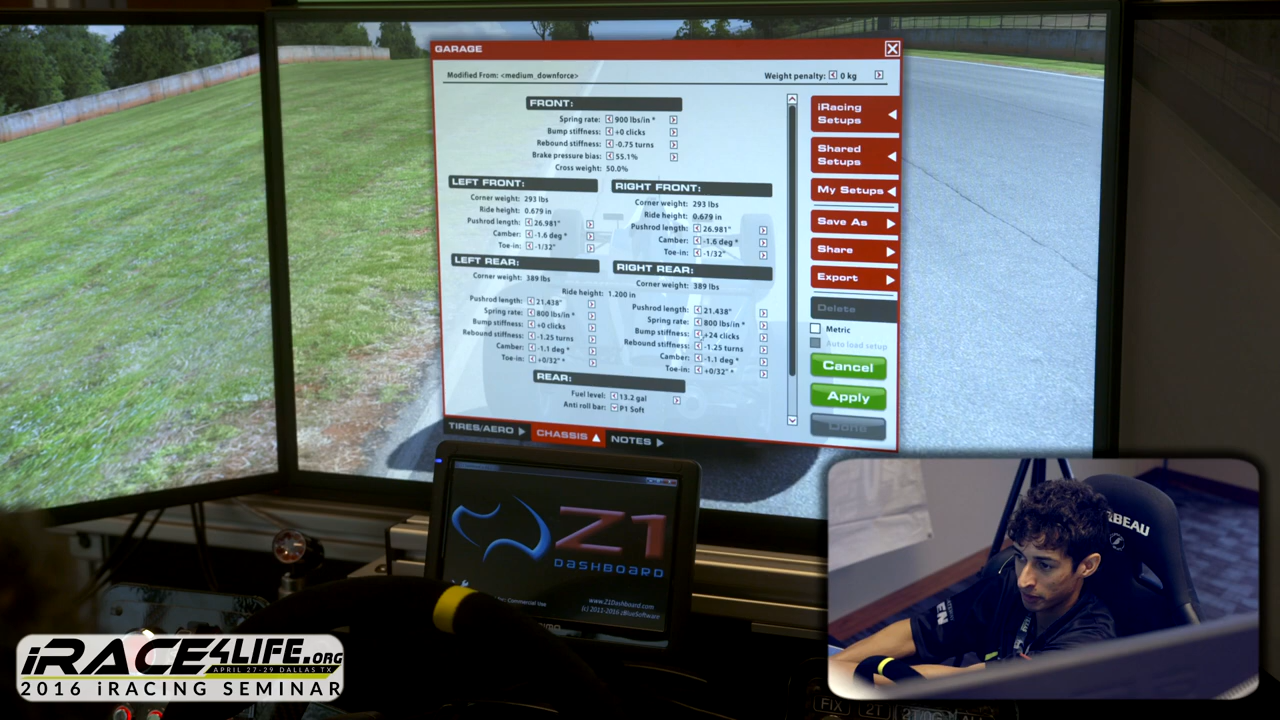 GARAGE
Modified From: <medium_downforce>
Weight penalty: 0 kg
FRONT:
Spring rate: 900 lbs/in *
Bump stiffness: +0 clicks
Rebound stiffness: -0.75 turns
Brake pressure bias: 55.1%
Cross weight: 50.0%
LEFT FRONT:
Corner weight: 293 lbs
Ride height: 0.679 in
Pushrod length: 26.981"
Camber: -1.6 deg *
Toe-in: -1/32"
RIGHT FRONT:
Corner weight: 293 lbs
Ride height: 0.679 in
Pushrod length: 26.981"
Camber: -1.6 deg *
Toe-in: -1/32"
LEFT REAR:
Corner weight: 389 lbs
Ride height: 1.200 in
Pushrod length: 21.438"
Spring rate: 800 lbs/in *
Bump stiffness: +0 clicks
Rebound stiffness: -1.25 turns
Camber: -1.1 deg *
Toe-in: +0/32" *
RIGHT REAR:
Corner weight: 389 lbs
Pushrod length: 21.438"
Spring rate: 800 lbs/in *
Bump stiffness: +24 clicks
Rebound stiffness: -1.25 turns
Camber: -1.1 deg *
Toe-in: +0/32" *
REAR:
Fuel level: 13.2 gal
Anti roll bar: P1 Soft
TIRES/AERO
CHASSIS
NOTES
iRacing
Setups
Shared
Setups
My Setups
Save As
Share
Export
Delete
Metric
Auto load setup
Cancel
Apply
Done
Z1
DASHBOARD
Commercial Use
www.Z1Dashboard.com
(c) 2011-2016 zBlueSoftware
BEAU
iRACE4LIFE.ORG
APRIL 27-29 DALLAS TX
2016 iRACING SEMINAR
FIX
2T